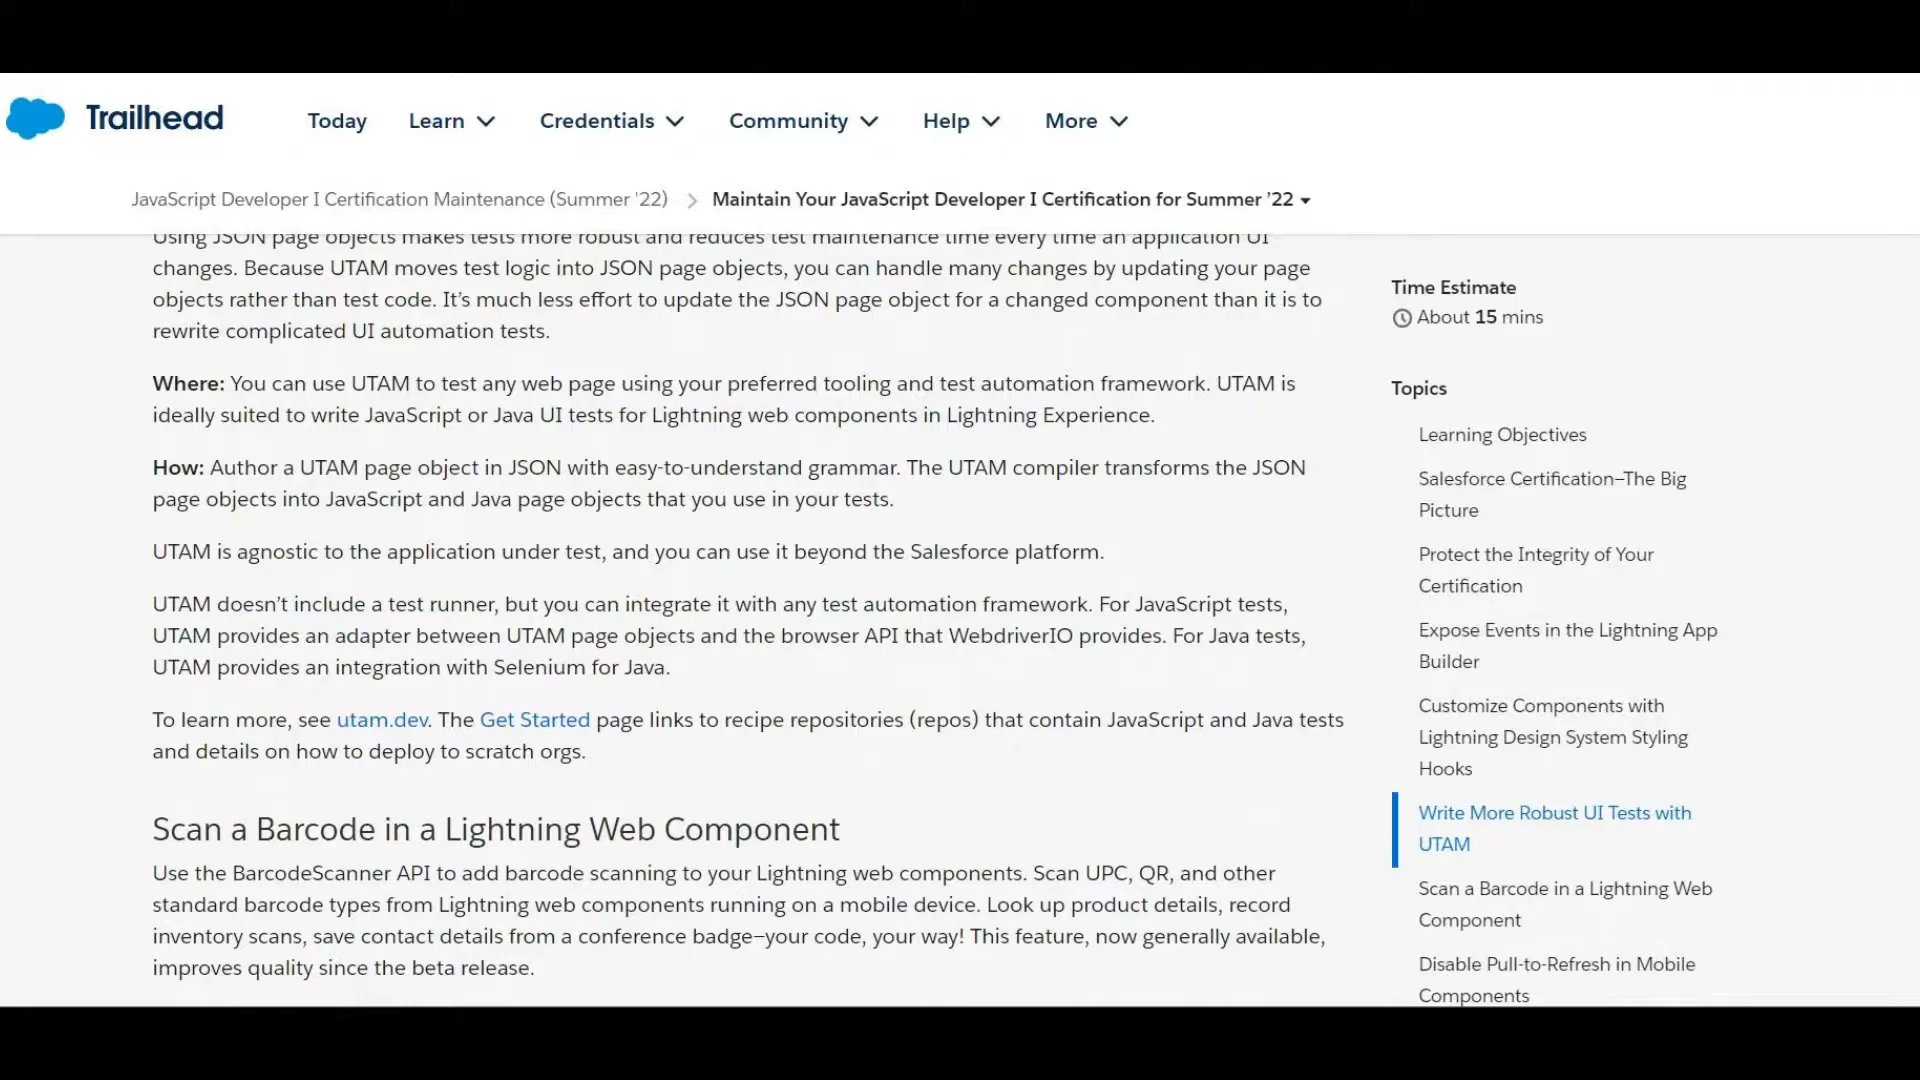 Trailhead
Today
Learn
Credentials
Community
Help
More
JavaScript Developer I Certification Maintenance (Summer '22)
Maintain Your JavaScript Developer I Certification for Summer ’22
Using JSON page objects makes tests more robust and reduces test maintenance time every time an application UI
changes. Because UTAM moves test logic into JSON page objects, you can handle many changes by updating your page
objects rather than test code. It’s much less effort to update the JSON page object for a changed component than it is to
rewrite complicated UI automation tests.
Where: You can use UTAM to test any web page using your preferred tooling and test automation framework. UTAM is
ideally suited to write JavaScript or Java UI tests for Lightning web components in Lightning Experience.
How: Author a UTAM page object in JSON with easy-to-understand grammar. The UTAM compiler transforms the JSON
page objects into JavaScript and Java page objects that you use in your tests.
UTAM is agnostic to the application under test, and you can use it beyond the Salesforce platform.
UTAM doesn’t include a test runner, but you can integrate it with any test automation framework. For JavaScript tests,
UTAM provides an adapter between UTAM page objects and the browser API that WebdriverIO provides. For Java tests,
UTAM provides an integration with Selenium for Java.
To learn more, see utam.dev. The Get Started page links to recipe repositories (repos) that contain JavaScript and Java tests
and details on how to deploy to scratch orgs.
Scan a Barcode in a Lightning Web Component
Use the BarcodeScanner API to add barcode scanning to your Lightning web components. Scan UPC, QR, and other
standard barcode types from Lightning web components running on a mobile device. Look up product details, record
inventory scans, save contact details from a conference badge—your code, your way! This feature, now generally available,
improves quality since the beta release.
Time Estimate
About 15 mins
Topics
Learning Objectives
Salesforce Certification—The Big
Picture
Protect the Integrity of Your
Certification
Expose Events in the Lightning App
Builder
Customize Components with
Lightning Design System Styling
Hooks
Write More Robust UI Tests with
UTAM
Scan a Barcode in a Lightning Web
Component
Disable Pull-to-Refresh in Mobile
Components